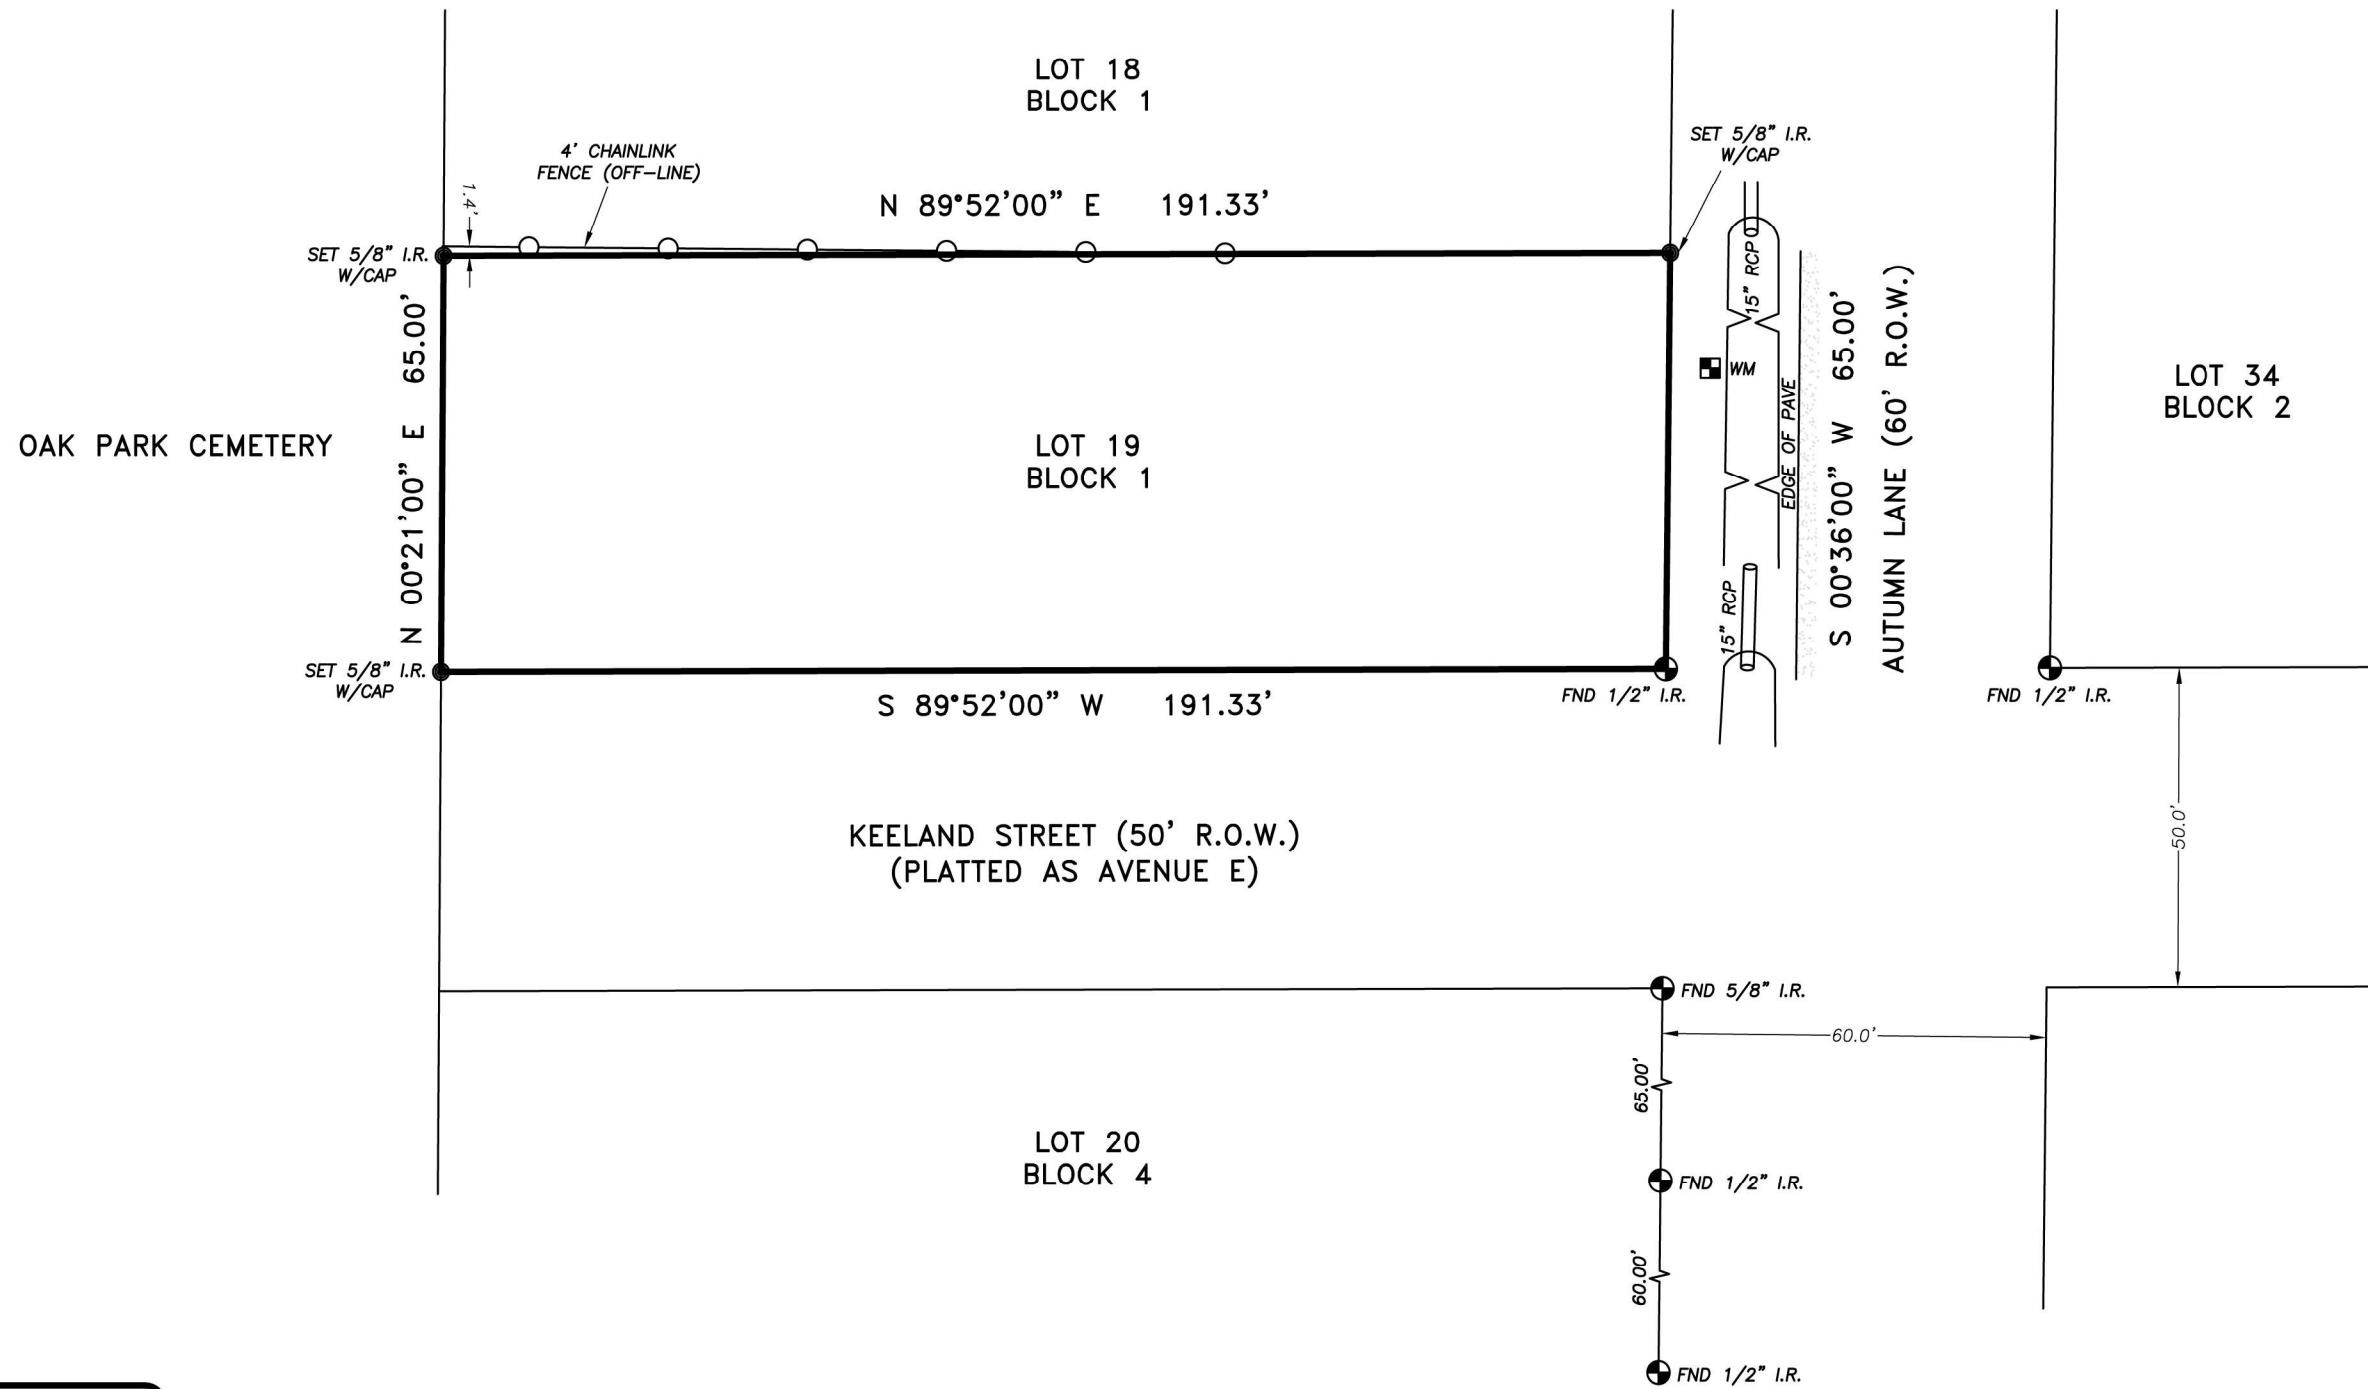 LOT 18
BLOCK 1
SET 5/8" I.R.
W/CAP
4' CHAINLINK
FENCE (OFF-LINE)
1.4'
N 89°52'00" E 191.33'
SET 5/8" I.R.
W/CAP
15" RCP
N 00°21'00" E 65.00'
WM
EDGE OF PAVE
S 00°36'00" W 65.00'
AUTUMN LANE (60' R.O.W.)
LOT 34
BLOCK 2
OAK PARK CEMETERY
LOT 19
BLOCK 1
15" RCP
SET 5/8" I.R.
W/CAP
S 89°52'00" W 191.33'
FND 1/2" I.R.
FND 1/2" I.R.
KEELAND STREET (50' R.O.W.)
(PLATTED AS AVENUE E)
50.0'
FND 5/8" I.R.
60.0'
65.00'
LOT 20
BLOCK 4
FND 1/2" I.R.
60.00'
FND 1/2" I.R.